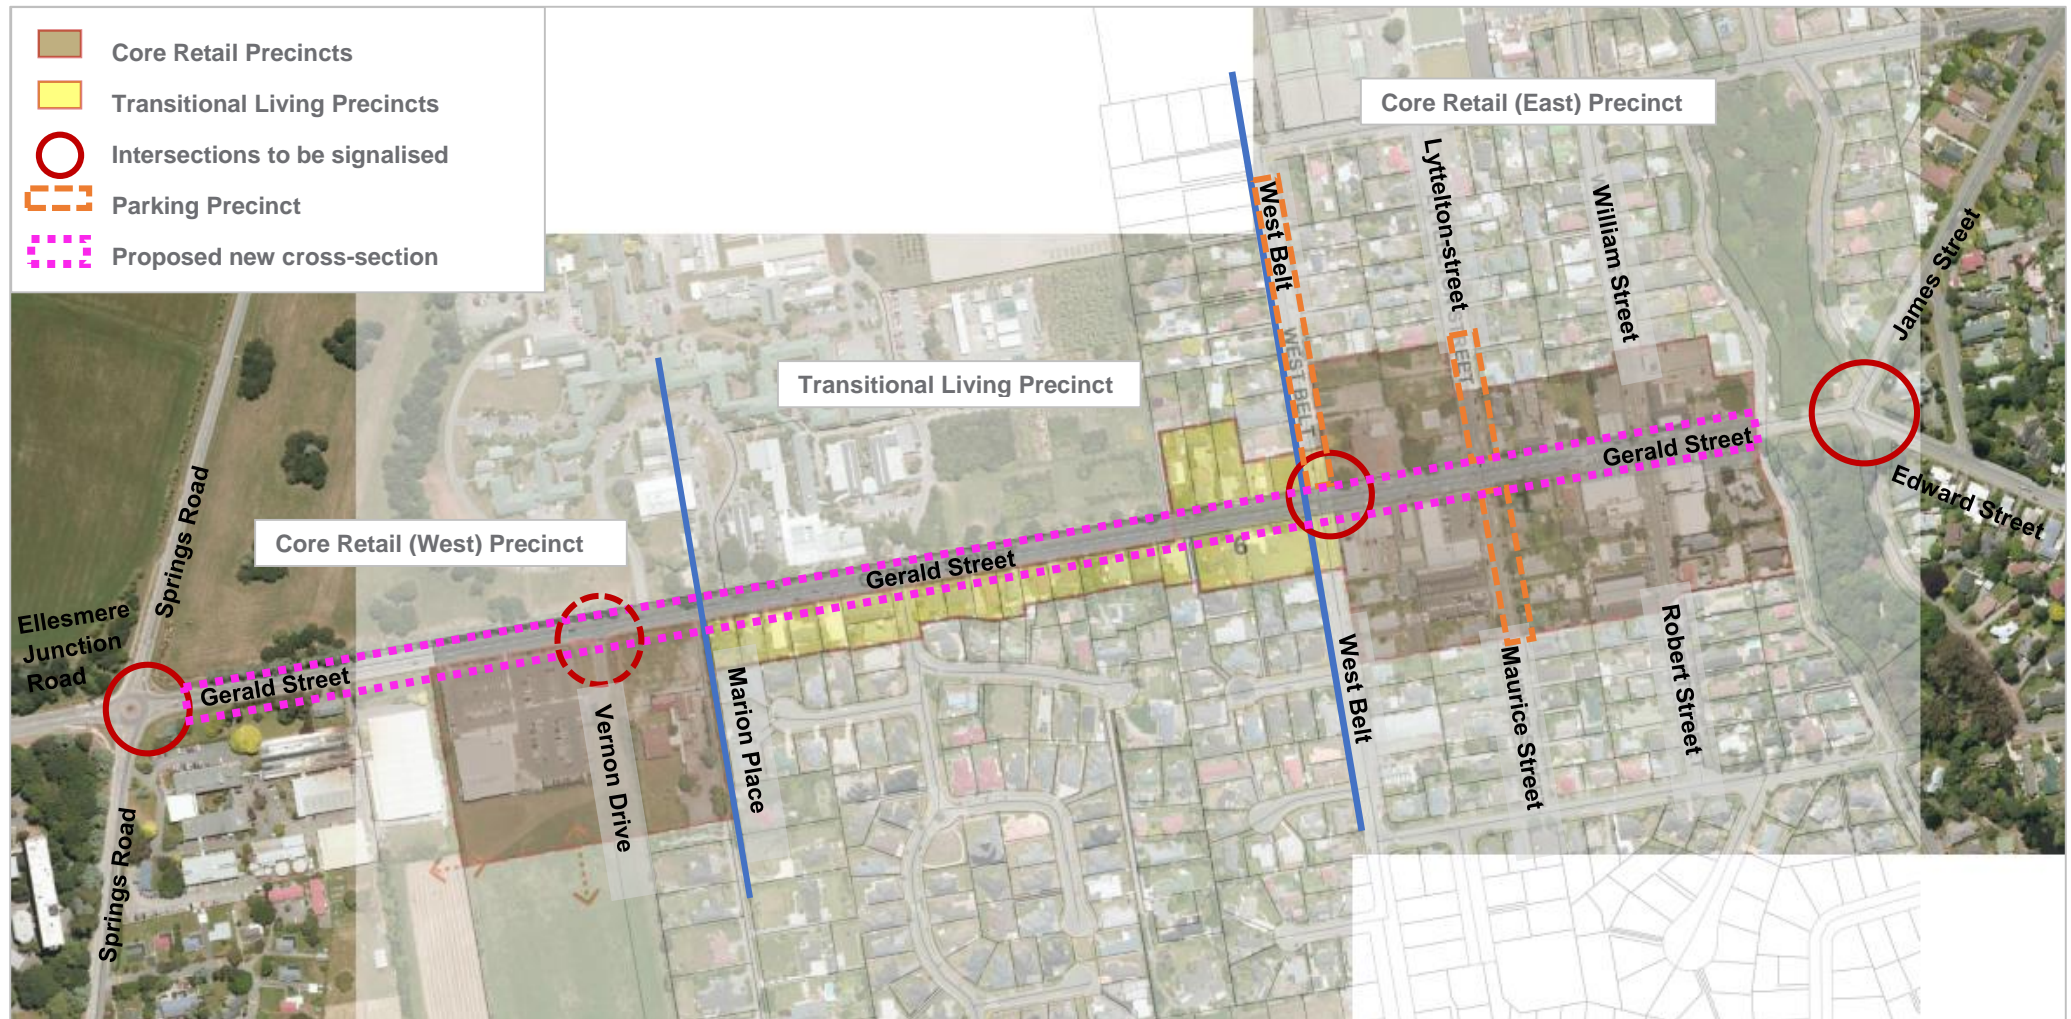 Core Retail Precincts
Transitional Living Precincts
Intersections to be signalised
Parking Precinct
Proposed new cross-section
Core Retail (East) Precinct
Transitional Living Precinct
Core Retail (West) Precinct
West Belt
WEST BELT
Lyttelton-street
William Street
James Street
Edward Street
Gerald Street
Gerald Street
Gerald Street
Springs Road
Ellesmere
Junction
Road
Springs Road
Vernon Drive
Marion Place
West Belt
Maurice Street
Robert Street